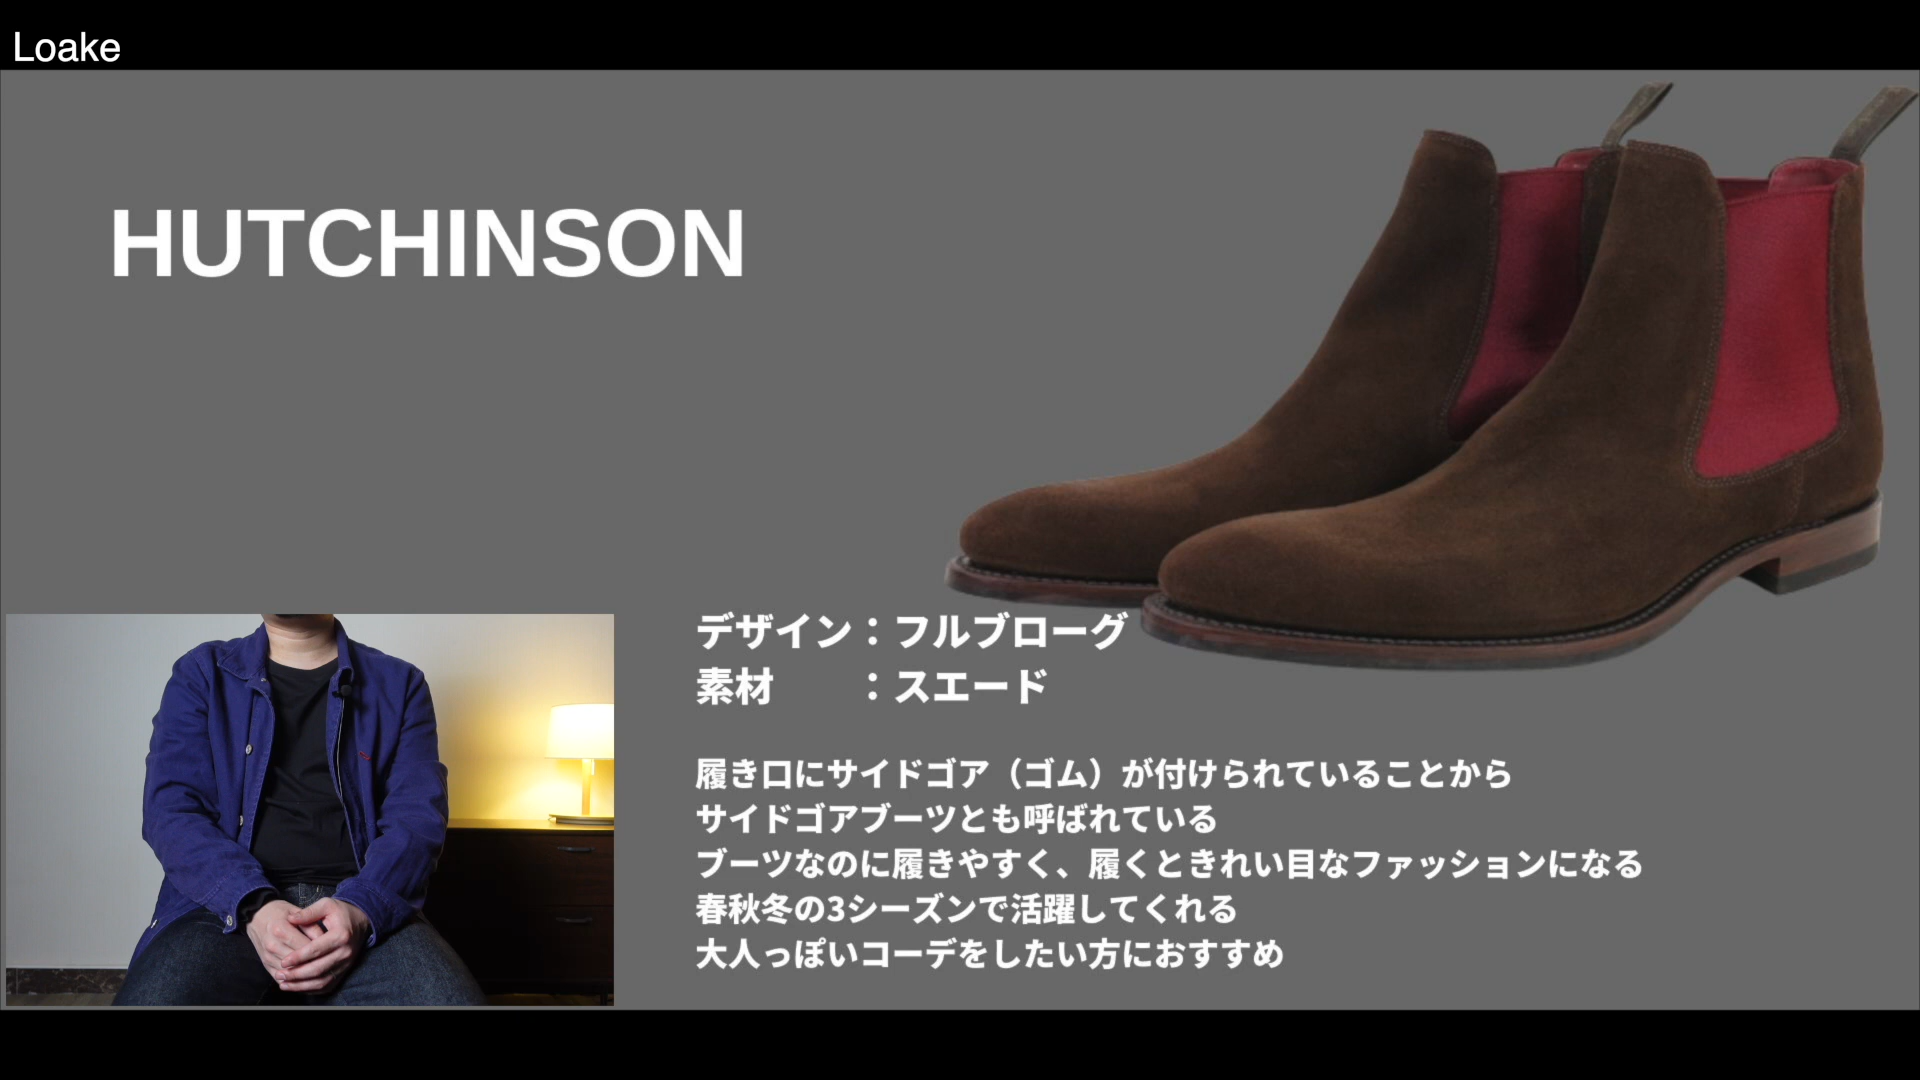 Loake
HUTCHINSON
デザイン：フルブローグ
素材　　：スエード
履き口にサイドゴア（ゴム）が付けられていることから
サイドゴアブーツとも呼ばれている
ブーツなのに履きやすく、履くときれい目なファッションになる
春秋冬の3シーズンで活躍してくれる
大人っぽいコーデをしたい方におすすめ